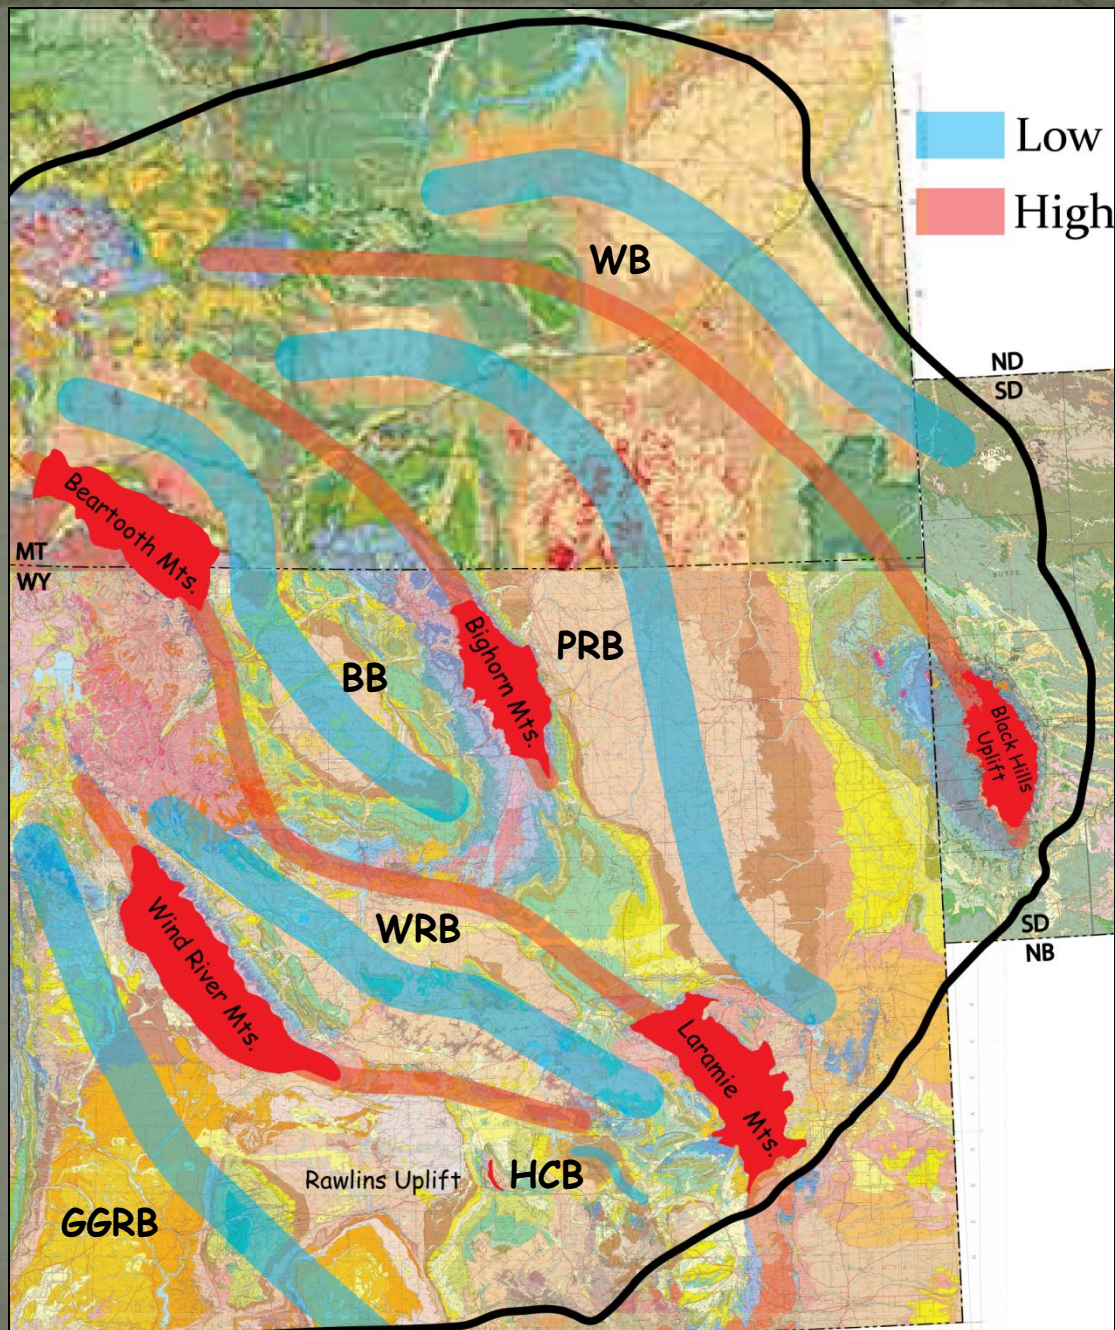 Low
High
WB
ND
SD
Beartooth Mts.
MT
WY
BB
Bighorn Mts.
PRB
Black Hills
Uplift
WRB
Wind River Mts.
SD
NB
Laramie Mts.
Rawlins Uplift
HCB
GGRB